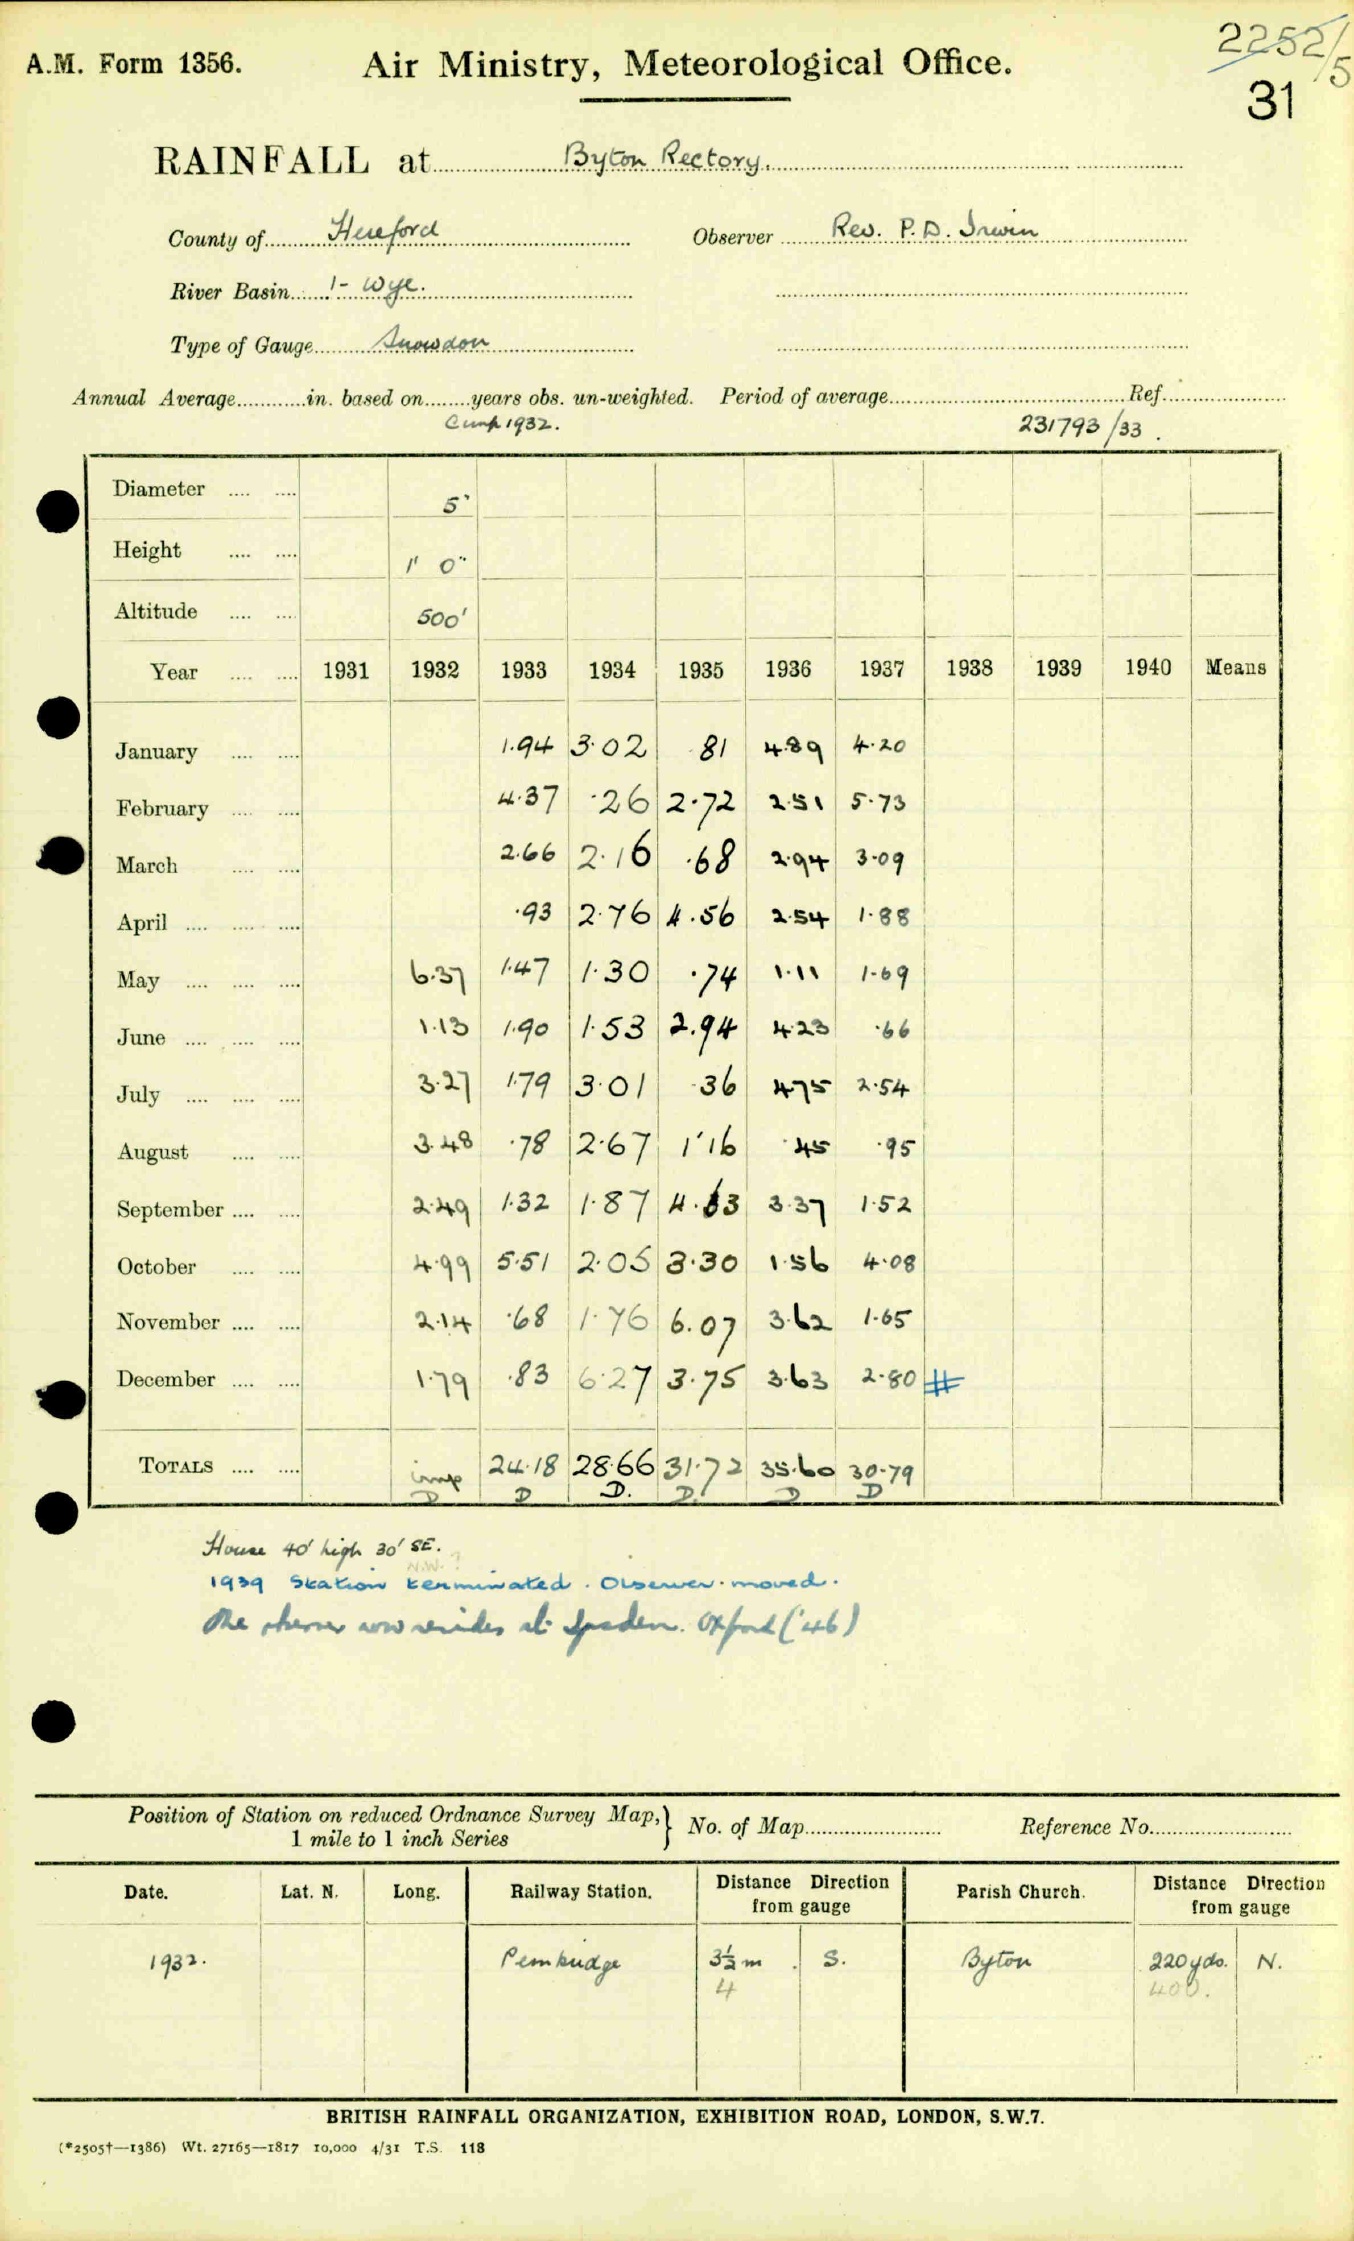 2252/5
31
A.M. Form 1356.
Air Ministry, Meteorological Office.
RAINFALL at Byton Rectory.
County of Hereford Observer Rev. P.D. Irwin
River Basin 1- Wye.
Type of Gauge Snowdon
Annual Average in. based on years obs. un-weighted. Period of average Ref.
1932. 231793/33.
Diameter 5"
Height 1' 0"
Altitude 500'
Year 1931 1932 1933 1934 1935 1936 1937 1938 1939 1940 Means
January 1.94 3.02 .81 4.89 4.20
February 4.37 .26 2.72 2.51 5.73
March 2.66 2.16 .68 2.94 3.09
April .93 2.76 4.56 2.54 1.88
May 6.37 1.47 1.30 .74 1.11 1.69
June 1.13 1.90 1.53 2.94 4.23 .66
July 3.27 1.79 3.01 .36 4.75 2.54
August 3.48 .78 2.67 1.16 .45 .95
September 2.49 1.32 1.87 4.63 3.37 1.52
October 4.99 5.51 2.05 3.30 1.56 4.08
November 2.14 .68 1.76 6.07 3.62 1.65
December 1.79 .83 6.27 3.75 3.63 2.80 #
TOTALS imp 24.18 28.66 31.72 35.60 30.79
D D D. D. D D
House 40' high 30' SE.
N.W. ?
1939 Station terminated. Observer moved.
The observer now resides at Ipsden. Oxford ('46)
Position of Station on reduced Ordnance Survey Map,
1 mile to 1 inch Series
No. of Map Reference No.
Date. Lat. N. Long. Railway Station. Distance Direction from gauge Parish Church. Distance Direction from gauge
1932. Pembridge 3½ m. S. Byton 220 yds. N.
4 400.
BRITISH RAINFALL ORGANIZATION, EXHIBITION ROAD, LONDON, S.W.7.
(*2505†—1386) Wt. 27165—1817 10,000 4/31 T.S. 118